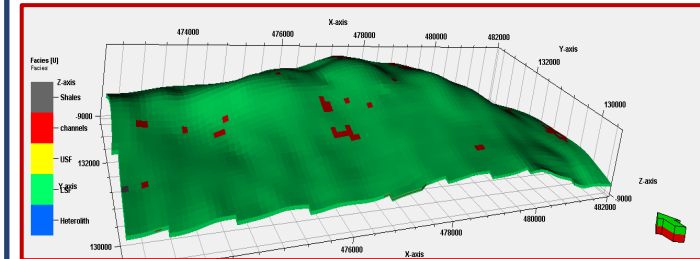 X-axis
474000
476000
478000
480000
482000
Y-axis
132000
130000
Facies [U]
Facies
Z-axis
Shales
channels
USF
Y-axis
LSF
Heterolith
-9000
132000
130000
Z-axis
-9000
482000
480000
478000
476000
X-axis